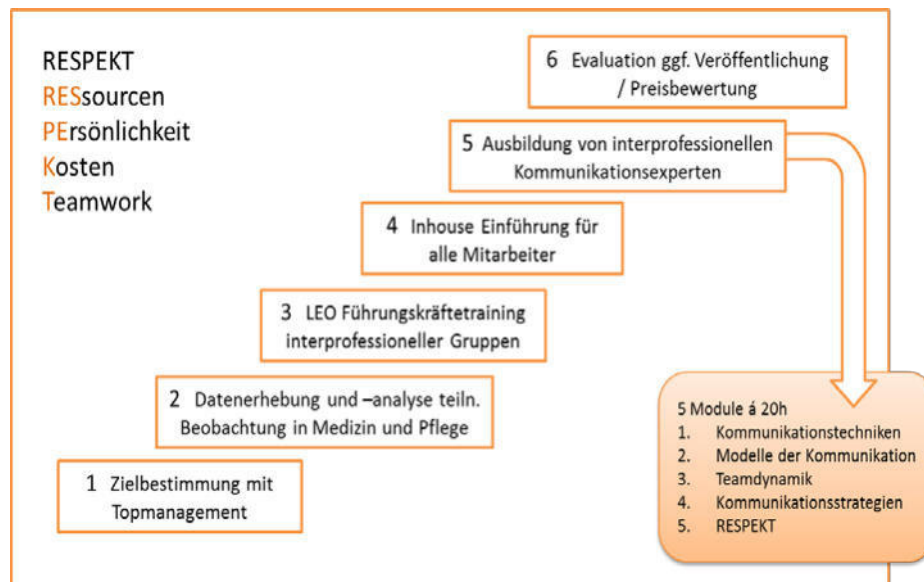 RESPEKT
RESsourcen
PErsönlichkeit
Kosten
Teamwork
6 Evaluation ggf. Veröffentlichung
/ Preisbewertung
5 Ausbildung von interprofessionellen
Kommunikationsexperten
4 Inhouse Einführung für
alle Mitarbeiter
3 LEO Führungskräftetraining
interprofessioneller Gruppen
2 Datenerhebung und –analyse teiln.
Beobachtung in Medizin und Pflege
1 Zielbestimmung mit
Topmanagement
5 Module á 20h
1. Kommunikationstechniken
2. Modelle der Kommunikation
3. Teamdynamik
4. Kommunikationsstrategien
5. RESPEKT